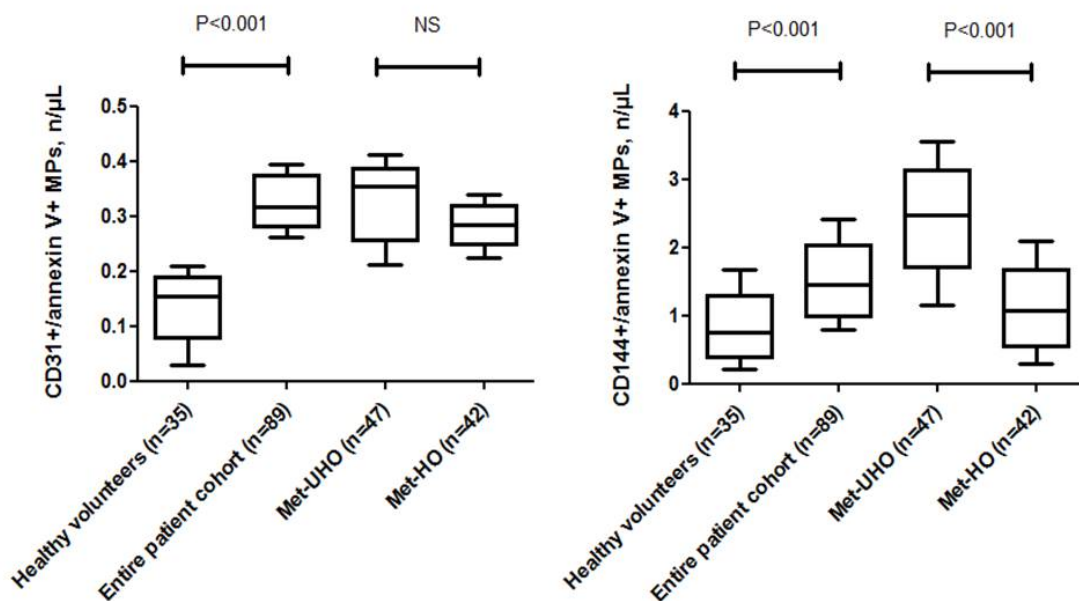 P<0.001
NS
CD31+/annexin V+ MPs, n/µL
0.5
0.4
0.3
0.2
0.1
0.0
Healthy volunteers (n=35)
Entire patient cohort (n=89)
Met-UHO (n=47)
Met-HO (n=42)
P<0.001
P<0.001
CD144+/annexin V+ MPs, n/µL
4
3
2
1
0
Healthy volunteers (n=35)
Entire patient cohort (n=89)
Met-UHO (n=47)
Met-HO (n=42)